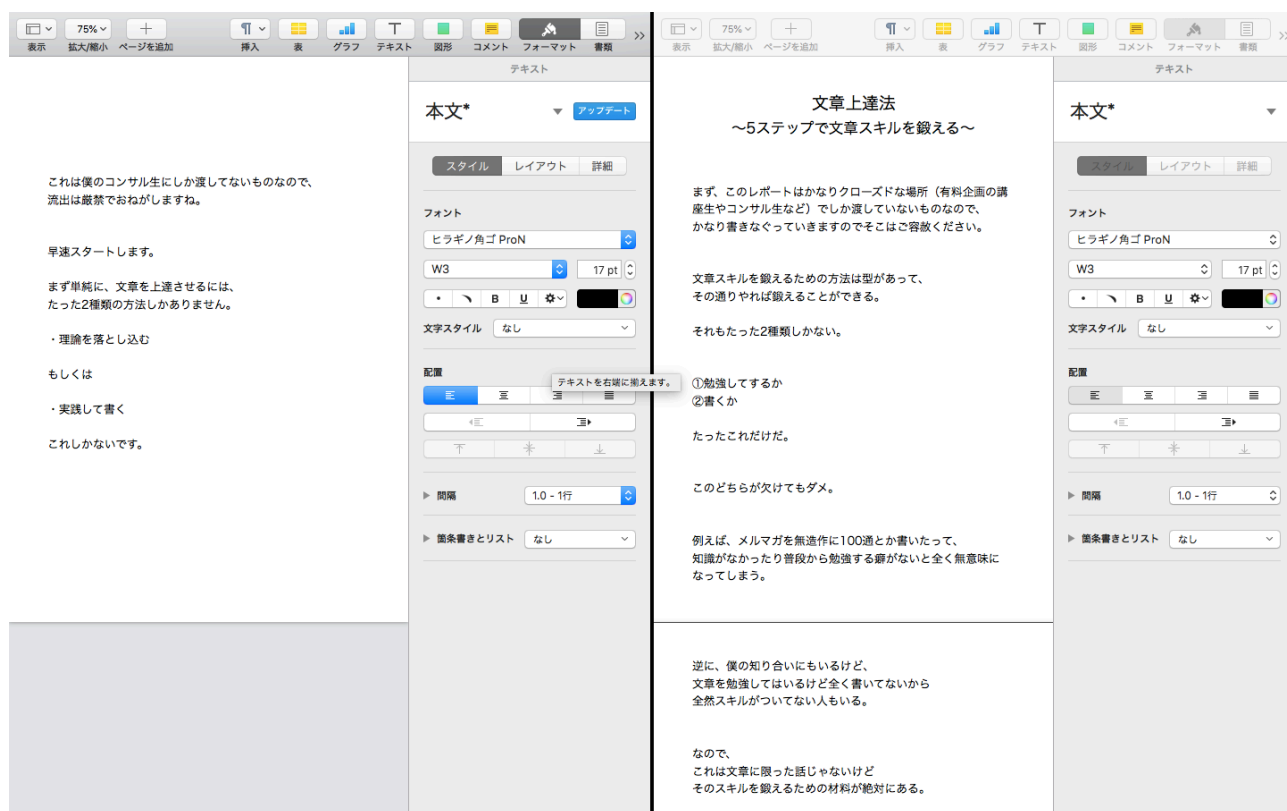 75%
表示
拡大/縮小
ページを追加
挿入
表
グラフ
テキスト
図形
コメント
フォーマット
書類
テキスト
本文*
アップデート
スタイル
レイアウト
詳細
フォント
ヒラギノ角ゴ ProN
W3
17 pt
B
U
文字スタイル
なし
配置
テキストを右端に揃えます。
間隔
1.0 - 1行
箇条書きとリスト
なし
これは僕のコンサル生にしか渡してないものなので、
流出は厳禁でおねがしますね。
早速スタートします。
まず単純に、文章を上達させるには、
たった2種類の方法しかありません。
・理論を落とし込む
もしくは
・実践して書く
これしかないです。
75%
表示
拡大/縮小
ページを追加
挿入
表
グラフ
テキスト
図形
コメント
フォーマット
書類
テキスト
本文*
スタイル
レイアウト
詳細
フォント
ヒラギノ角ゴ ProN
W3
17 pt
B
U
文字スタイル
なし
配置
間隔
1.0 - 1行
箇条書きとリスト
なし
文章上達法
〜5ステップで文章スキルを鍛える〜
まず、このレポートはかなりクローズドな場所（有料企画の講
座生やコンサル生など）でしか渡していないものなので、
かなり書きなぐっていきますのでそこはご容赦ください。
文章スキルを鍛えるための方法は型があって、
その通りやれば鍛えることができる。
それもたった2種類しかない。
①勉強してするか
②書くか
たったこれだけだ。
このどちらが欠けてもダメ。
例えば、メルマガを無造作に100通とか書いたって、
知識がなかったり普段から勉強する癖がないと全く無意味に
なってしまう。
逆に、僕の知り合いにもいるけど、
文章を勉強してはいるけど全く書いてないから
全然スキルがついてない人もいる。
なので、
これは文章に限った話じゃないけど
そのスキルを鍛えるための材料が絶対にある。